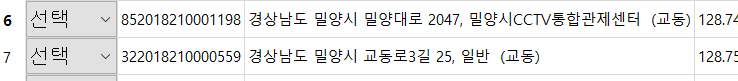 6 선택 852018210001198 경상남도 밀양시 밀양대로 2047, 밀양시CCTV통합관제센터 (교동) 128.74
7 선택 322018210000559 경상남도 밀양시 교동로3길 25, 일반 (교동) 128.75